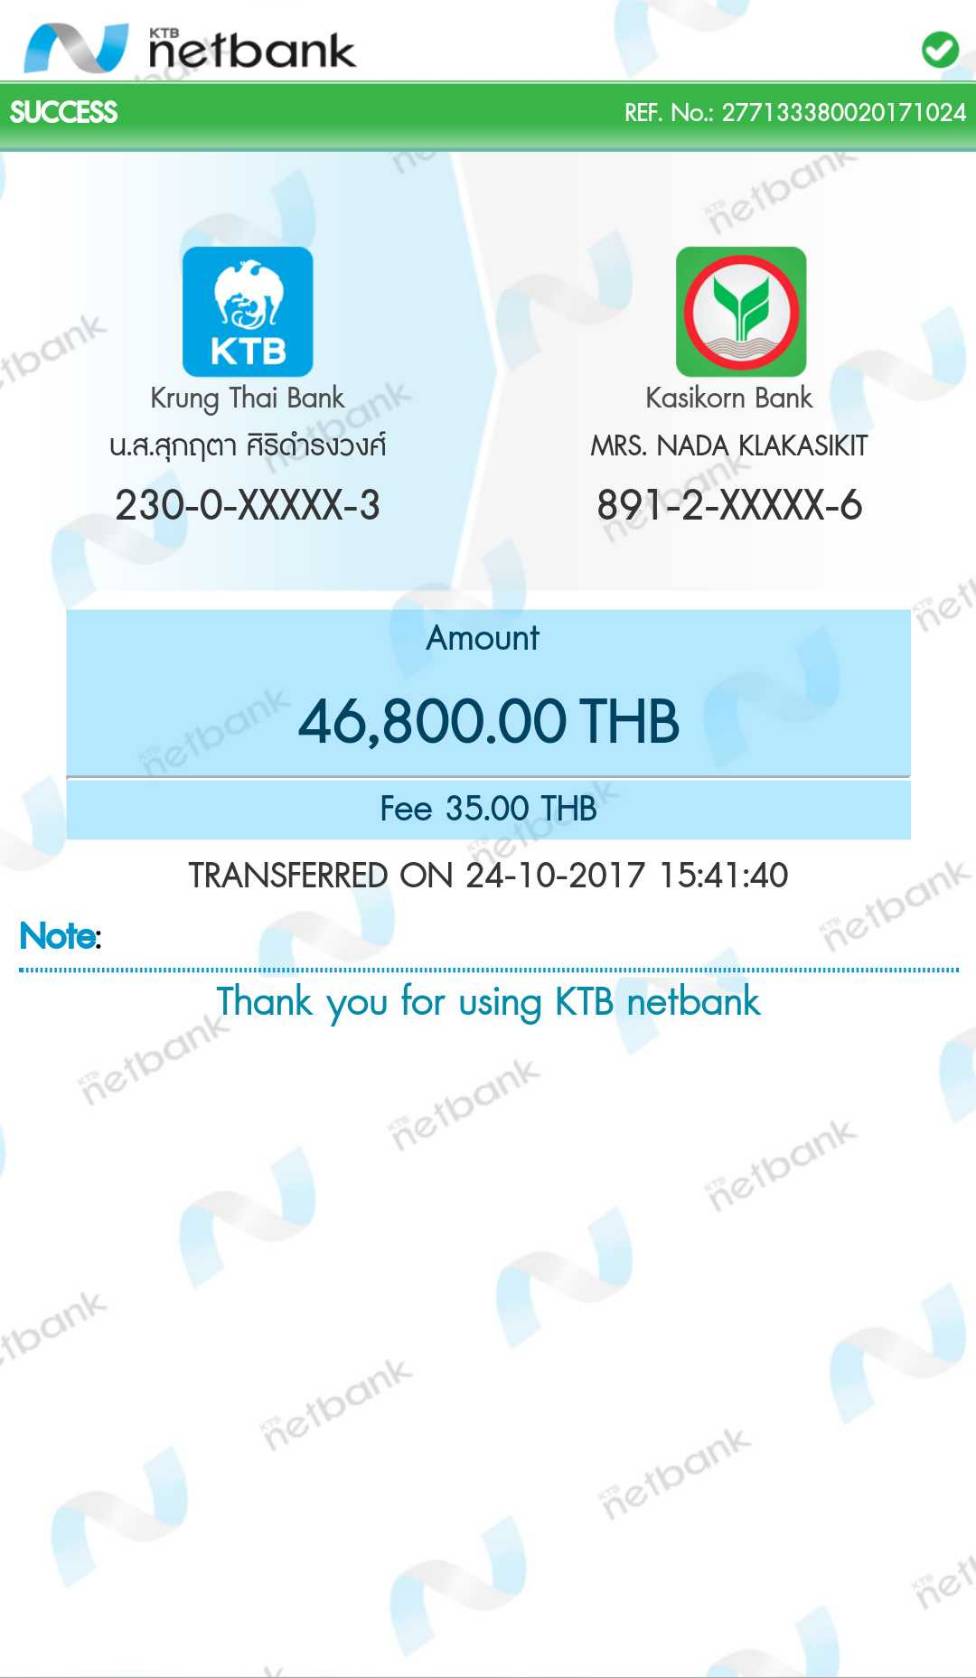 KTB
netbank
SUCCESS
REF. No.: 277133380020171024
KTB
Krung Thai Bank
น.ส.สุกฤตา ศิริดำรงวงศ์
230-0-XXXXX-3
Kasikorn Bank
MRS. NADA KLAKASIKIT
891-2-XXXXX-6
Amount
46,800.00 THB
Fee 35.00 THB
TRANSFERRED ON 24-10-2017 15:41:40
Note:
Thank you for using KTB netbank